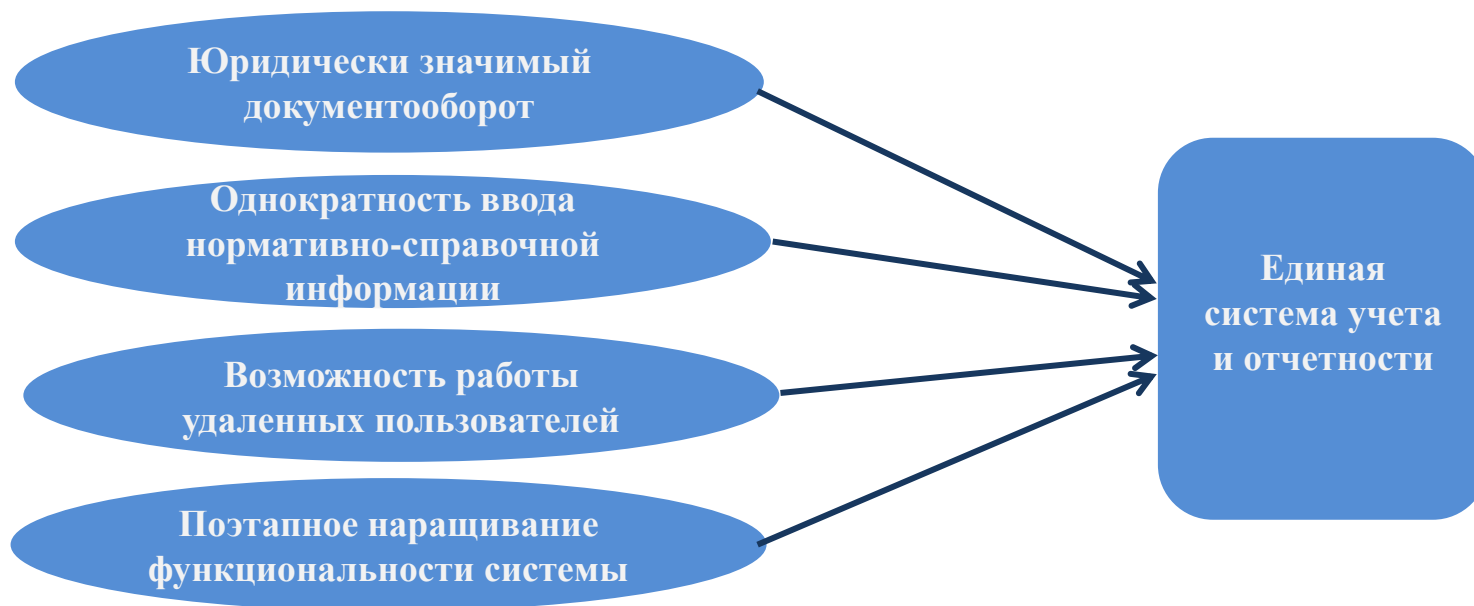 Юридически значимый
документооборот
Однократность ввода
нормативно-справочной
информации
Возможность работы
удаленных пользователей
Поэтапное наращивание
функциональности системы
Единая
система учета
и отчетности